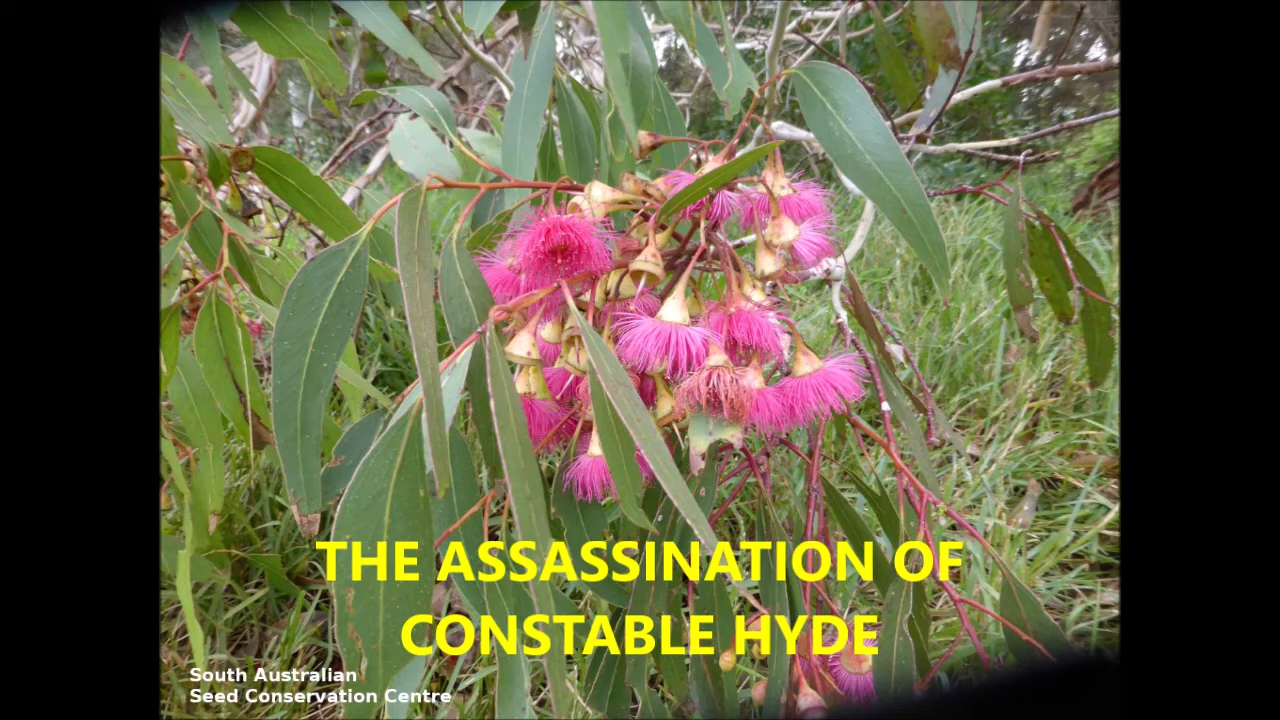 THE ASSASSINATION OF
CONSTABLE HYDE
South Australian
Seed Conservation Centre